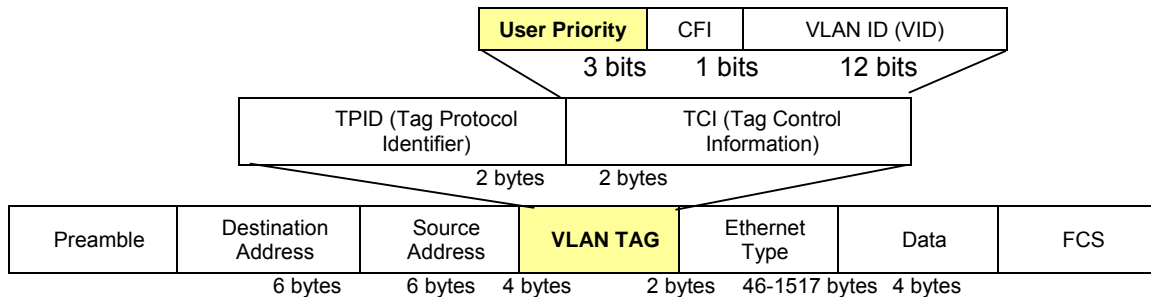 User Priority CFI VLAN ID (VID)
3 bits 1 bits 12 bits
TPID (Tag Protocol
Identifier)
TCI (Tag Control
Information)
2 bytes 2 bytes
Preamble
Destination
Address
Source
Address
VLAN TAG
Ethernet
Type
Data
FCS
6 bytes 6 bytes 4 bytes 2 bytes 46-1517 bytes 4 bytes